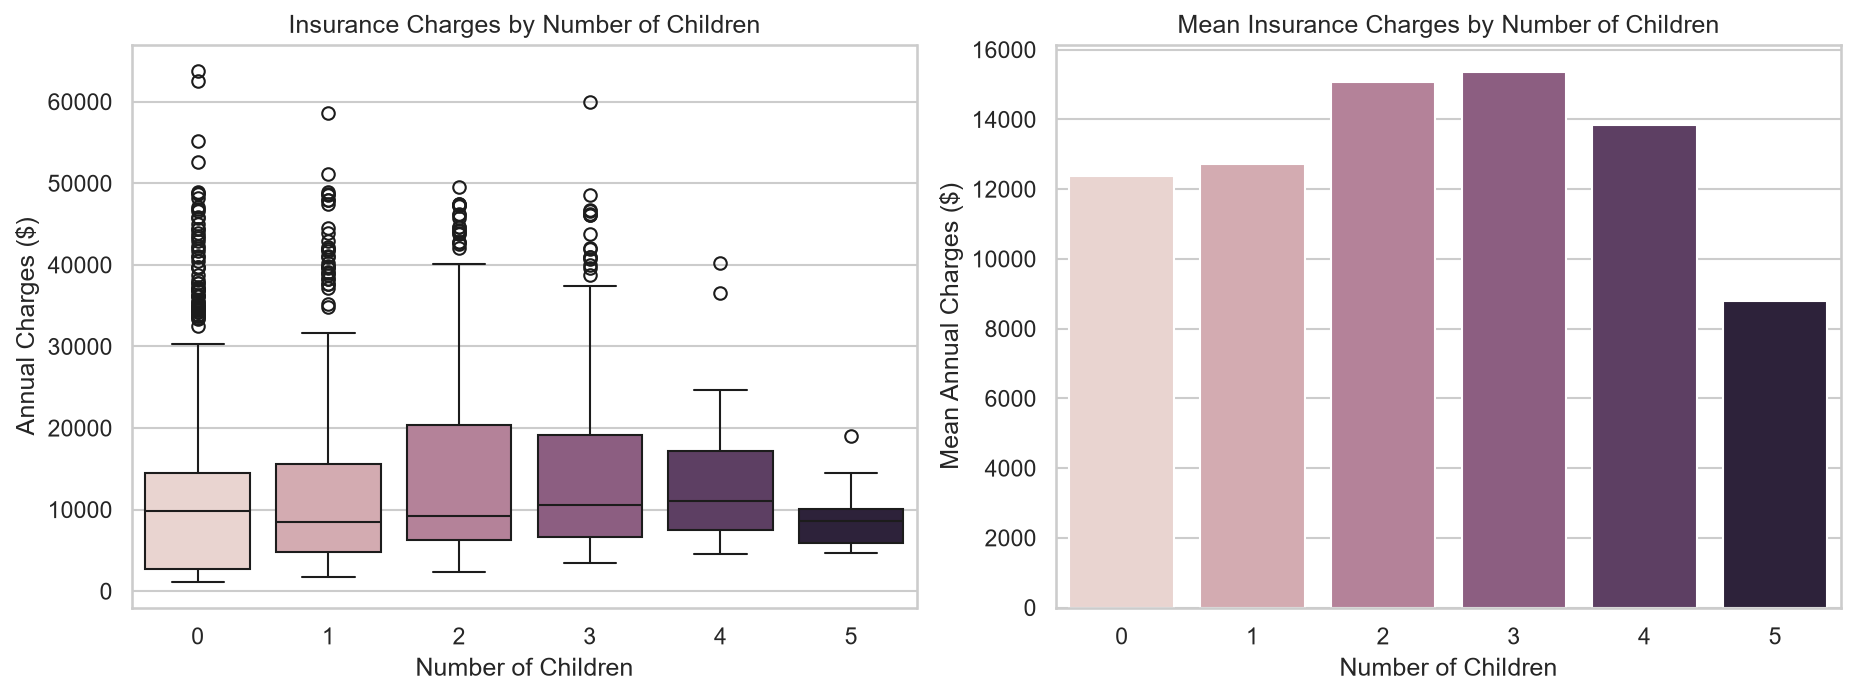 Insurance Charges by Number of Children
Annual Charges ($)
60000
50000
40000
30000
20000
10000
0
0 1 2 3 4 5
Number of Children
Mean Insurance Charges by Number of Children
Mean Annual Charges ($)
16000
14000
12000
10000
8000
6000
4000
2000
0
0 1 2 3 4 5
Number of Children